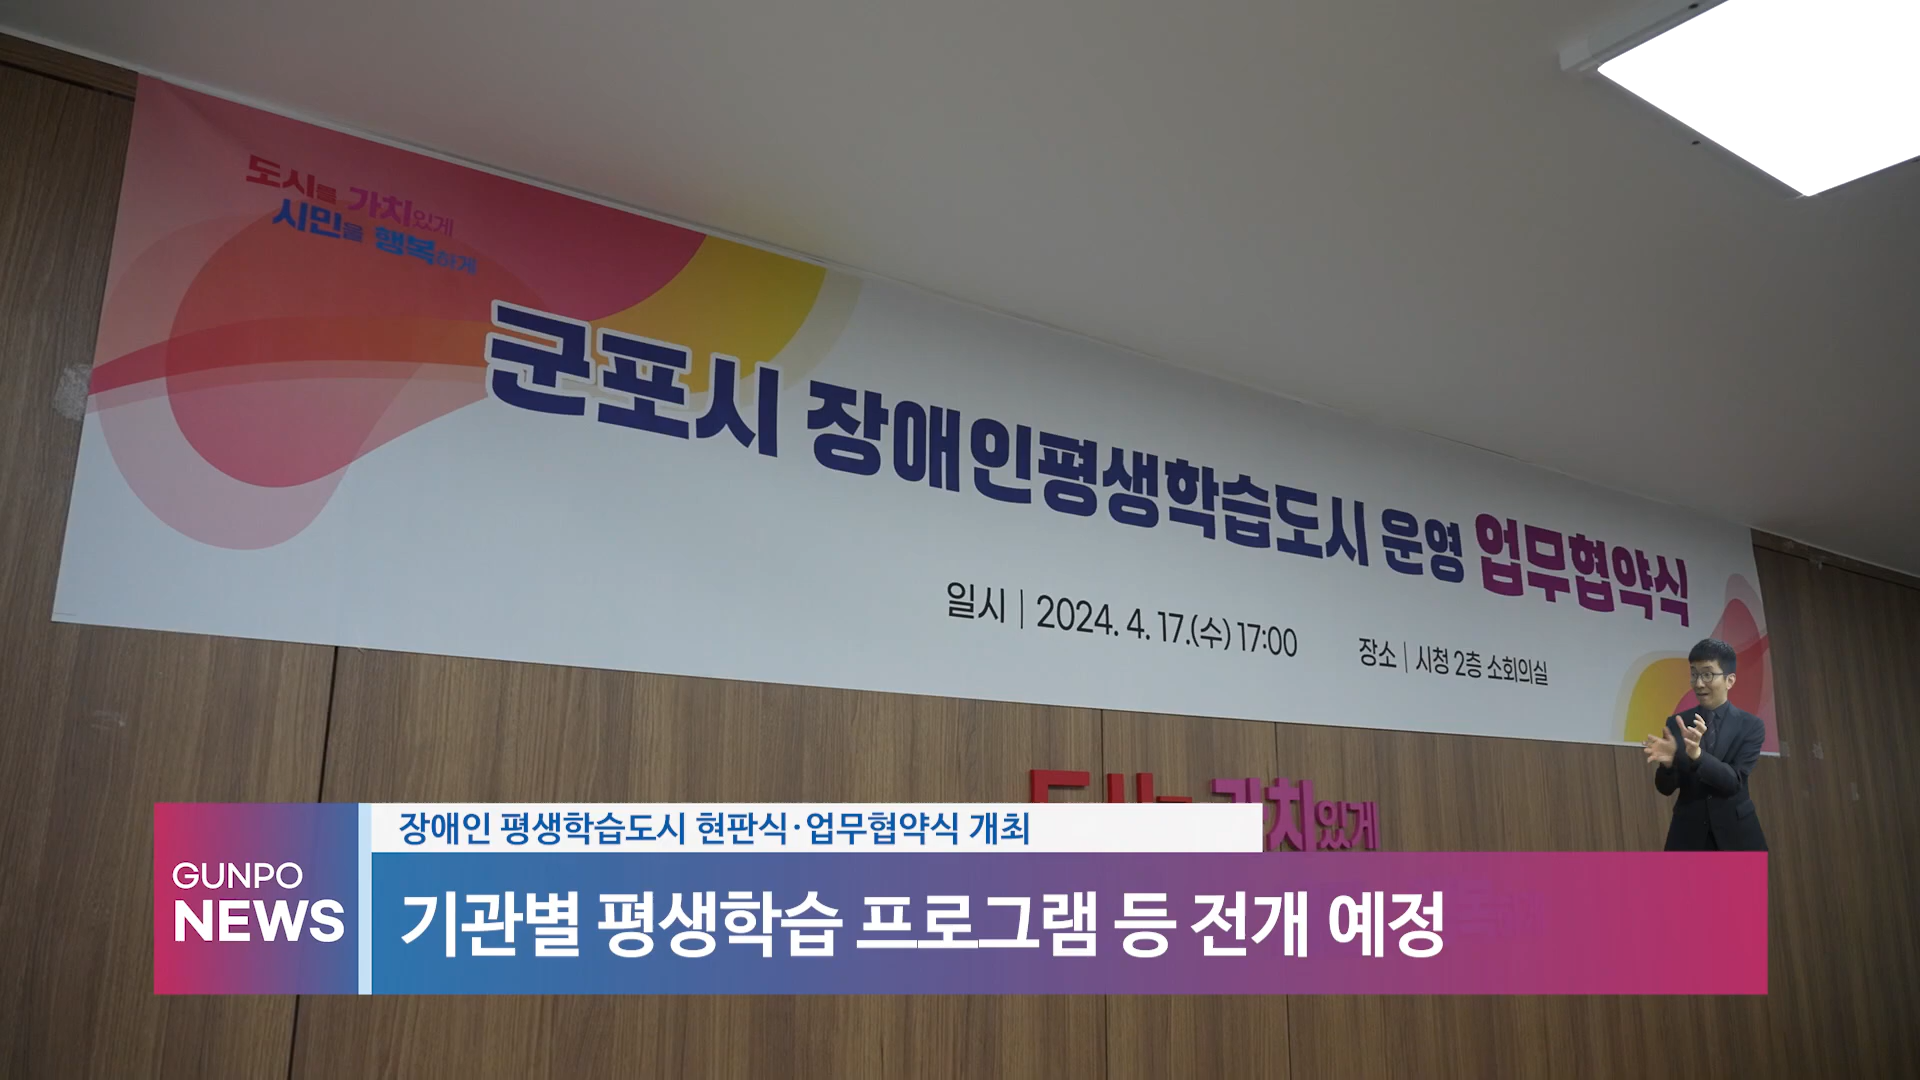 도시를 가치있게
시민을 행복하게
군포시 장애인평생학습도시 운영 업무협약식
일시 | 2024. 4. 17.(수) 17:00
장소 | 시청 2층 소회의실
가치있게
장애인 평생학습도시 현판식·업무협약식 개최
GUNPO
NEWS
기관별 평생학습 프로그램 등 전개 예정